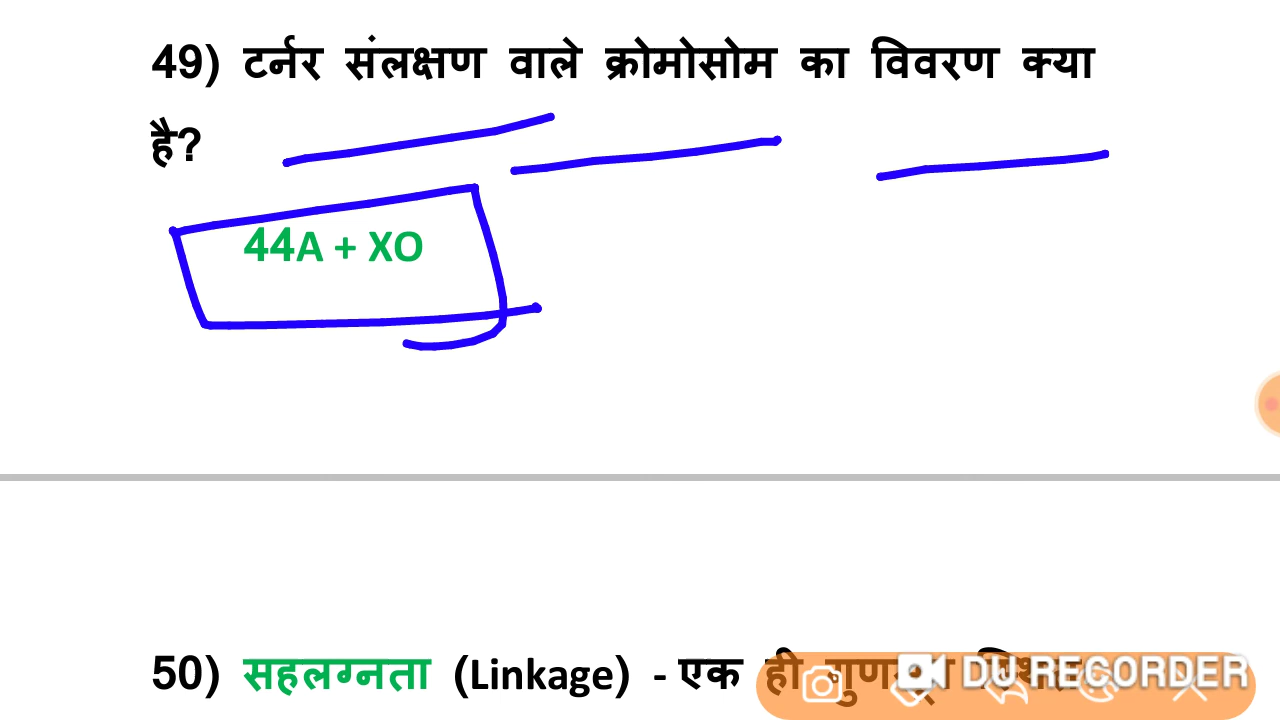 49) टर्नर संलक्षण वाले क्रोमोसोम का विवरण क्या
है?
44A + XO
50) सहलग्नता (Linkage) - एक ही
DU RECORDER